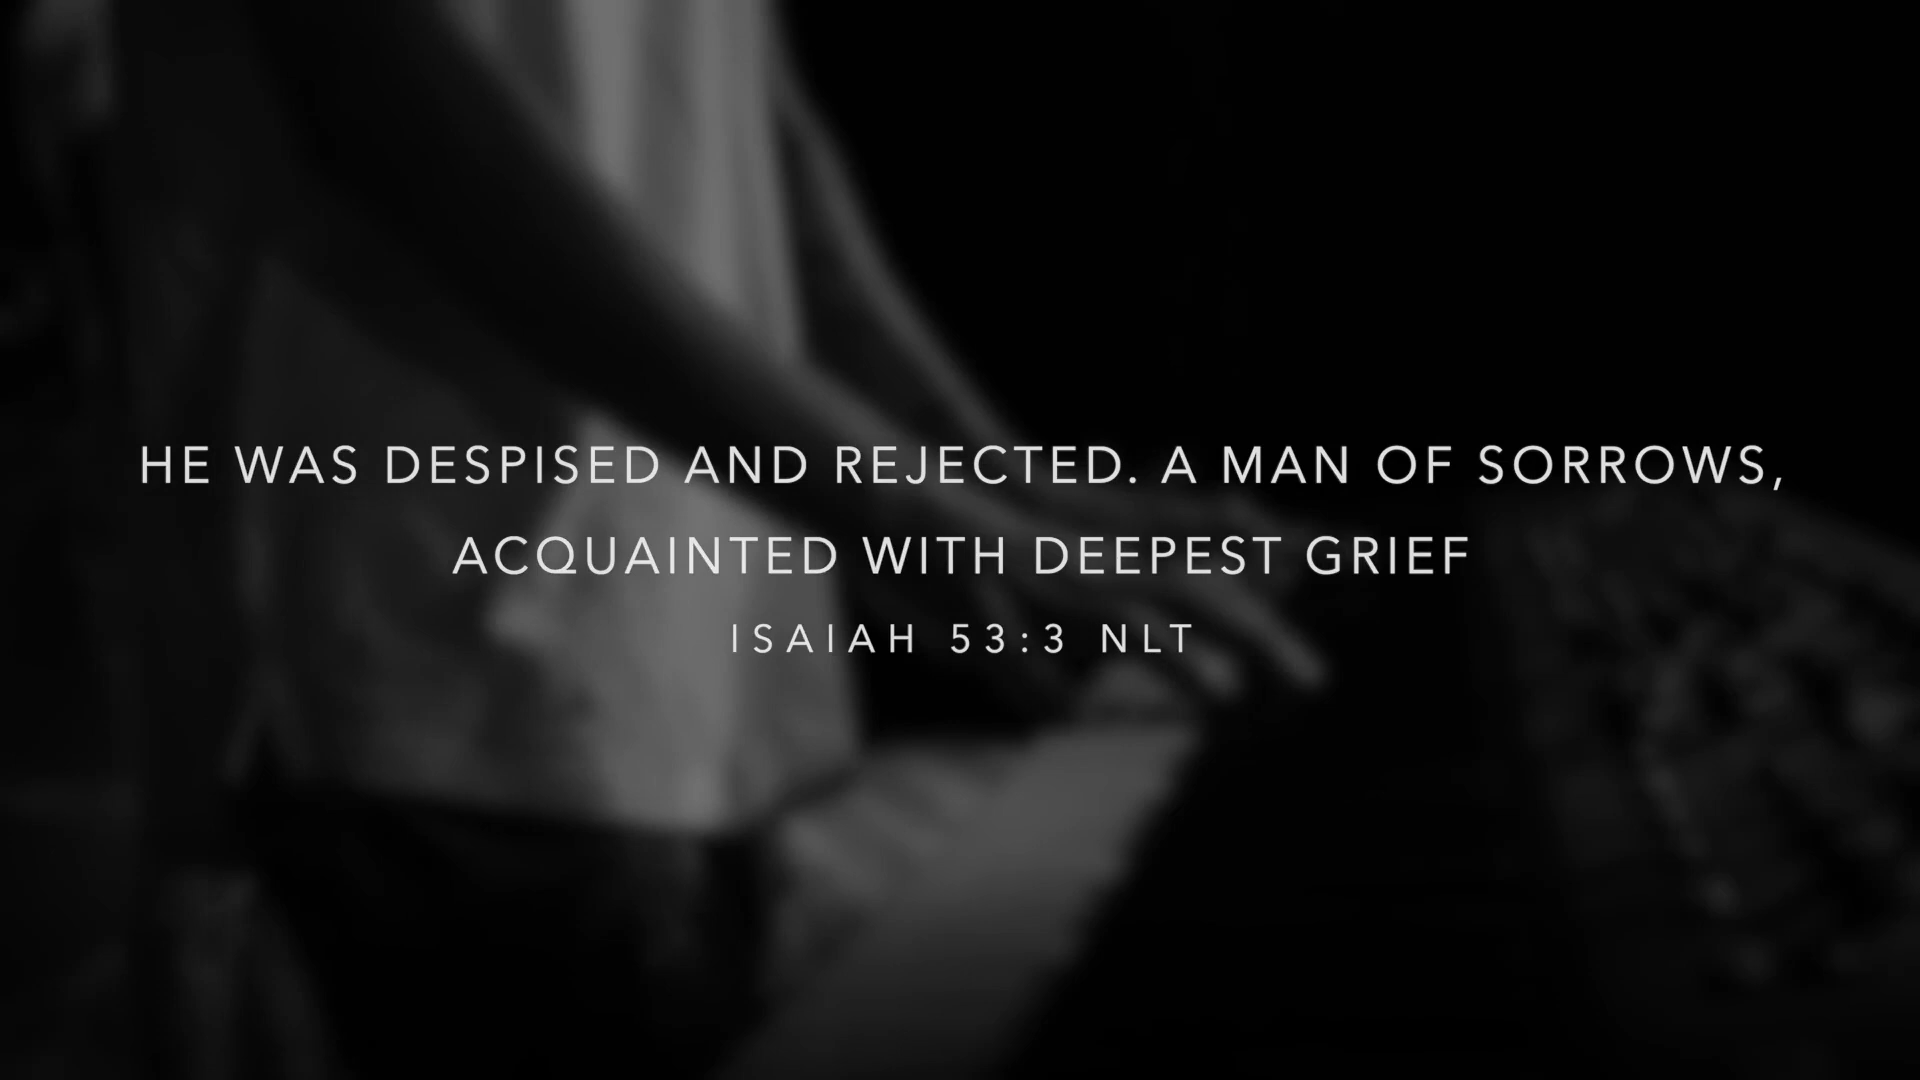 HE WAS DESPISED AND REJECTED. A MAN OF SORROWS,
ACQUAINTED WITH DEEPEST GRIEF
ISAIAH 53:3 NLT